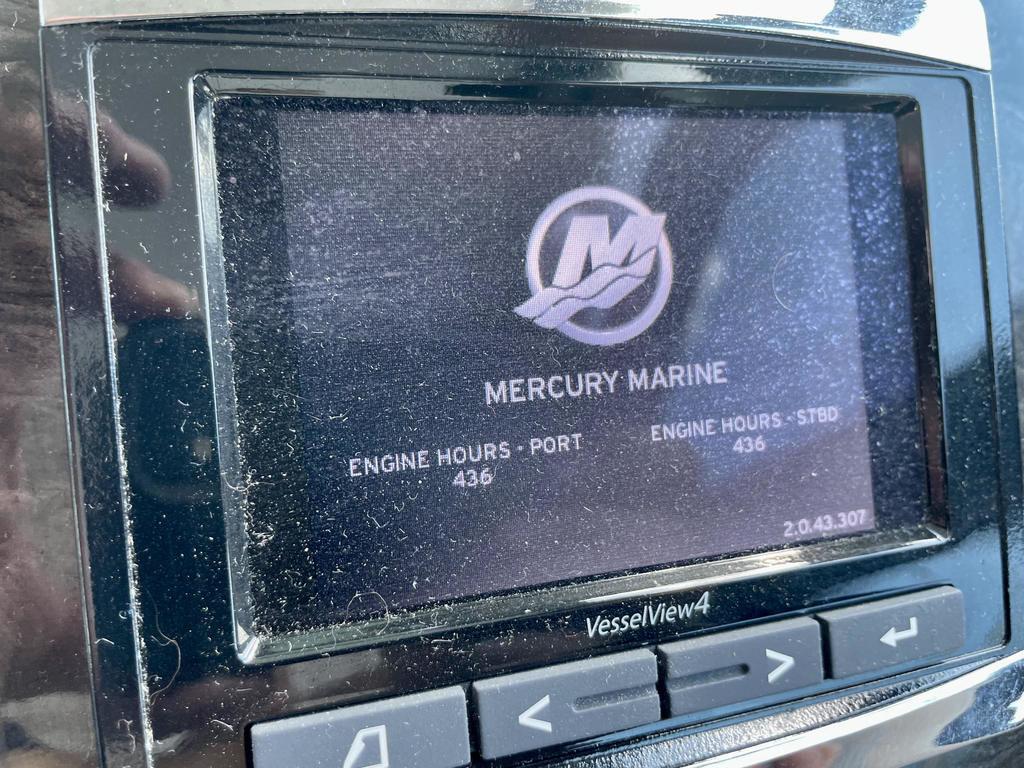 MERCURY MARINE
ENGINE HOURS - PORT
436
ENGINE HOURS - STBD
436
2.0.43.307
VesselView4